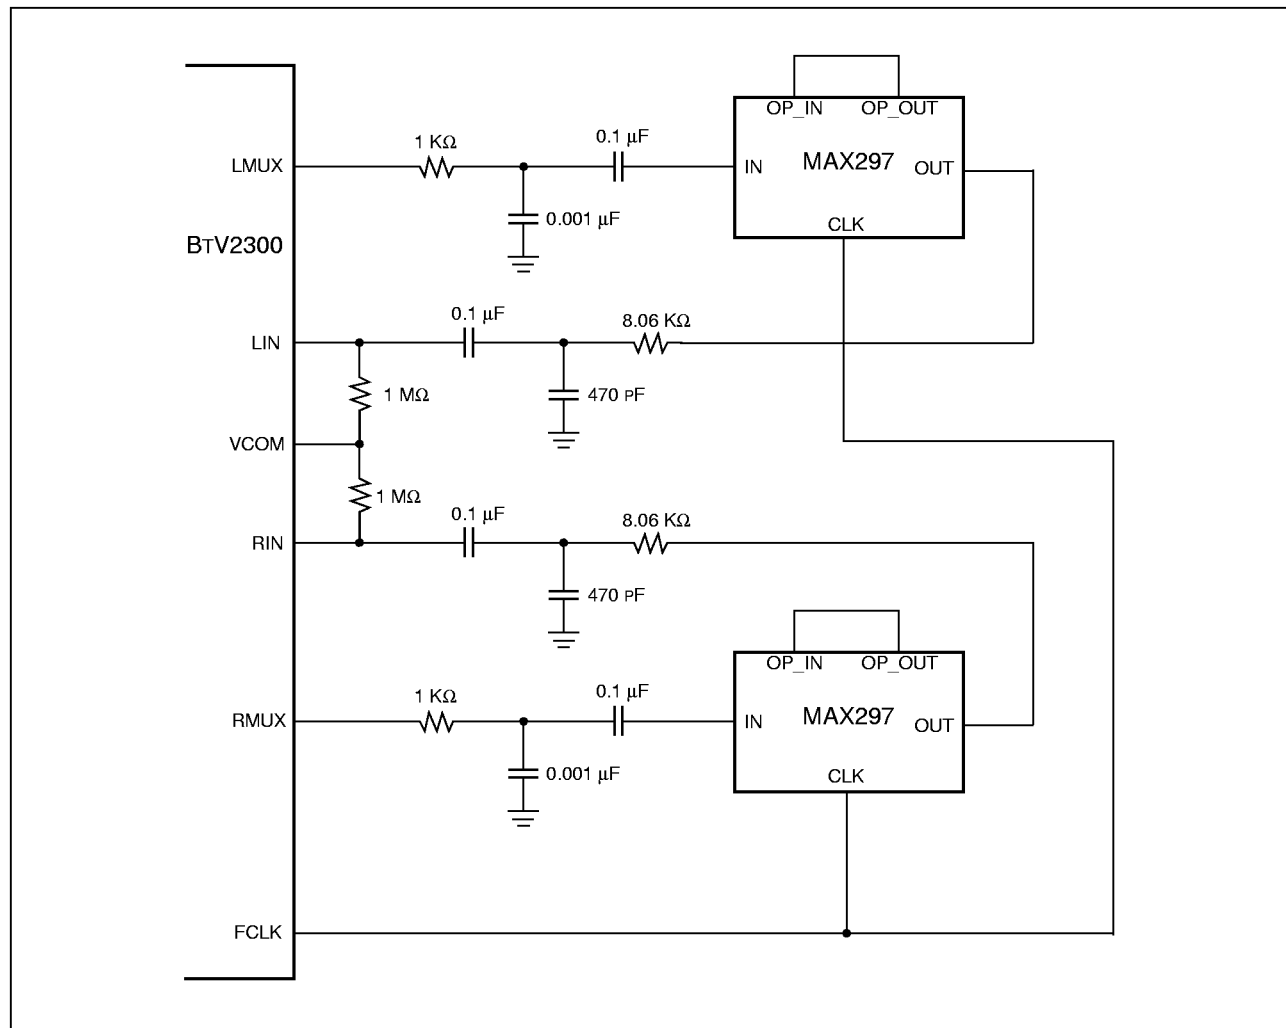 OP_IN OP_OUT
1 KΩ
0.1 µF
LMUX
IN
MAX297
OUT
0.001 µF
CLK
BTV2300
0.1 µF
8.06 KΩ
LIN
1 MΩ
470 PF
VCOM
1 MΩ
0.1 µF
8.06 KΩ
RIN
470 PF
OP_IN OP_OUT
1 KΩ
0.1 µF
RMUX
IN
MAX297
OUT
0.001 µF
CLK
FCLK